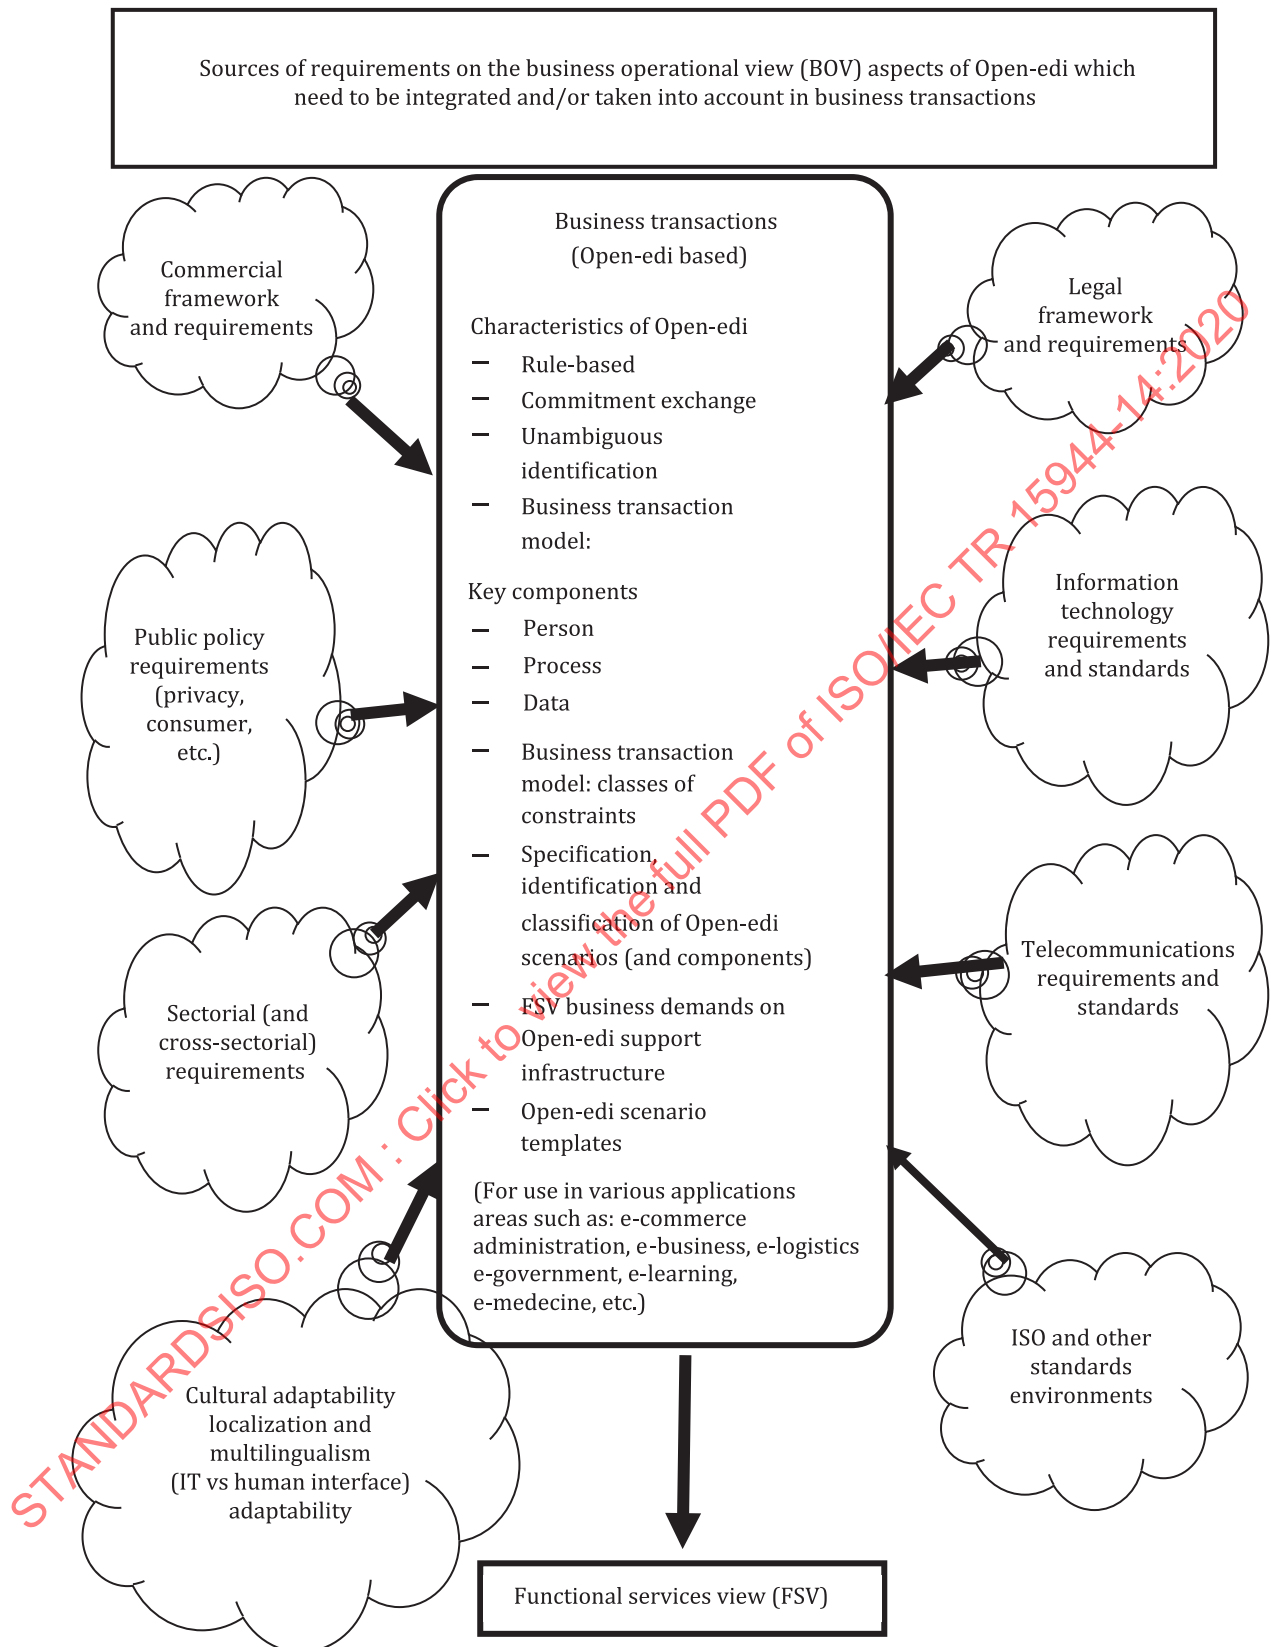 Sources of requirements on the business operational view (BOV) aspects of Open-edi which
need to be integrated and/or taken into account in business transactions
Commercial
framework
and requirements
Public policy
requirements
(privacy,
consumer,
etc.)
Sectorial (and
cross-sectorial)
requirements
Cultural adaptability
localization and
multilingualism
(IT vs human interface)
adaptability
Business transactions
(Open-edi based)
Characteristics of Open-edi
— Rule-based
— Commitment exchange
— Unambiguous
identification
— Business transaction
model:
Key components
— Person
— Process
— Data
— Business transaction
model: classes of
constraints
— Specification,
identification and
classification of Open-edi
scenarios (and components)
— FSV business demands on
Open-edi support
infrastructure
— Open-edi scenario
templates
(For use in various applications
areas such as: e-commerce
administration, e-business, e-logistics
e-government, e-learning,
e-medecine, etc.)
Legal
framework
and requirements
Information
technology
requirements
and standards
Telecommunications
requirements and
standards
ISO and other
standards
environments
Functional services view (FSV)
STANDARDSISO.COM : Click to view the full PDF of ISO/IEC TR 15944-14:2020